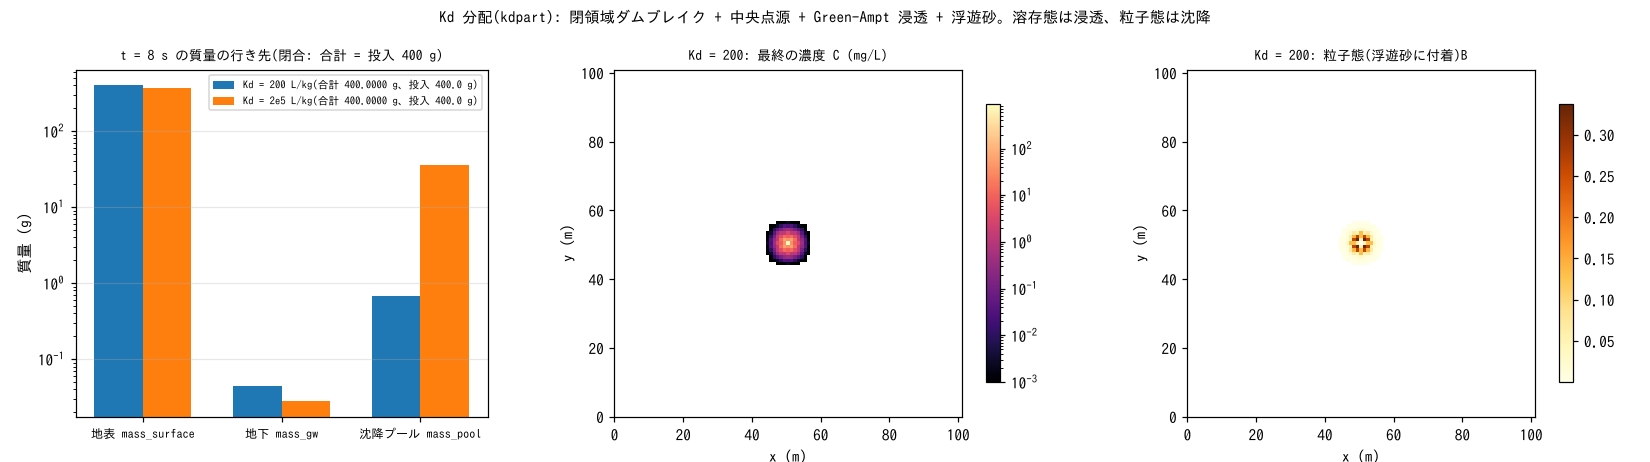 Kd 分配(kdpart): 閉領域ダムブレイク + 中央点源 + Green-Ampt 浸透 + 浮遊砂。溶存態は浸透、粒子態は沈降
t = 8 s の質量の行き先(閉合: 合計 = 投入 400 g)
Kd = 200 L/kg(合計 400.0000 g、投入 400.0 g)
Kd = 2e5 L/kg(合計 400.0000 g、投入 400.0 g)
質量 (g)
10²
10¹
10⁰
10⁻¹
地表 mass_surface
地下 mass_gw
沈降プール mass_pool
Kd = 200: 最終の濃度 C (mg/L)
y (m)
100
80
60
40
20
0
0 20 40 60 80 100
x (m)
10²
10¹
10⁰
10⁻¹
10⁻²
10⁻³
Kd = 200: 粒子態(浮遊砂に付着)B
y (m)
100
80
60
40
20
0
0 20 40 60 80 100
x (m)
0.30
0.25
0.20
0.15
0.10
0.05